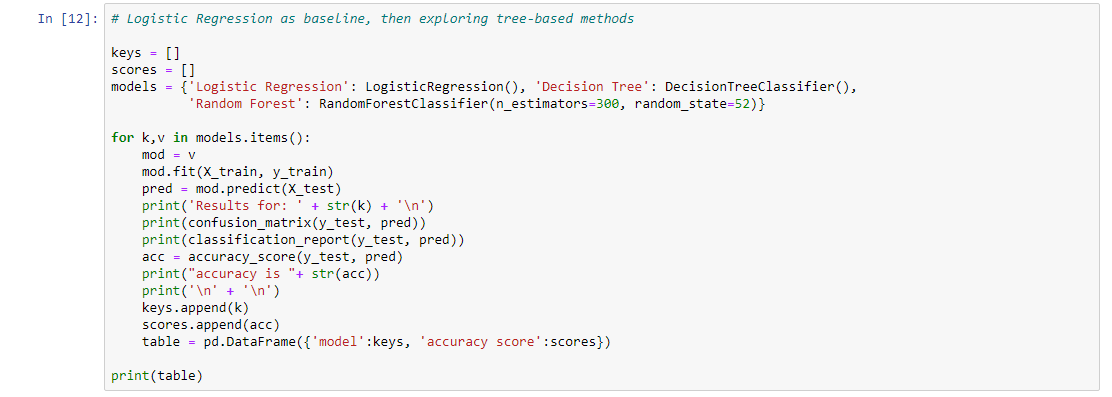 In [12]: # Logistic Regression as baseline, then exploring tree-based methods
keys = []
scores = []
models = {'Logistic Regression': LogisticRegression(), 'Decision Tree': DecisionTreeClassifier(),
'Random Forest': RandomForestClassifier(n_estimators=300, random_state=52)}
for k,v in models.items():
mod = v
mod.fit(X_train, y_train)
pred = mod.predict(X_test)
print('Results for: ' + str(k) + '\n')
print(confusion_matrix(y_test, pred))
print(classification_report(y_test, pred))
acc = accuracy_score(y_test, pred)
print("accuracy is "+ str(acc))
print('\n' + '\n')
keys.append(k)
scores.append(acc)
table = pd.DataFrame({'model':keys, 'accuracy score':scores})
print(table)